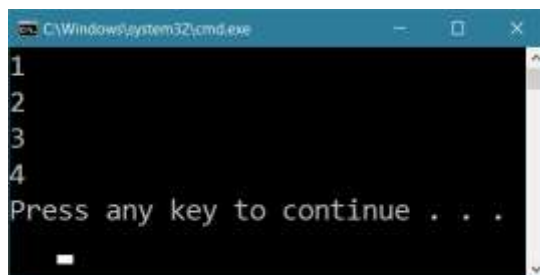 C:\Windows\system32\cmd.exe
1
2
3
4
Press any key to continue . . .